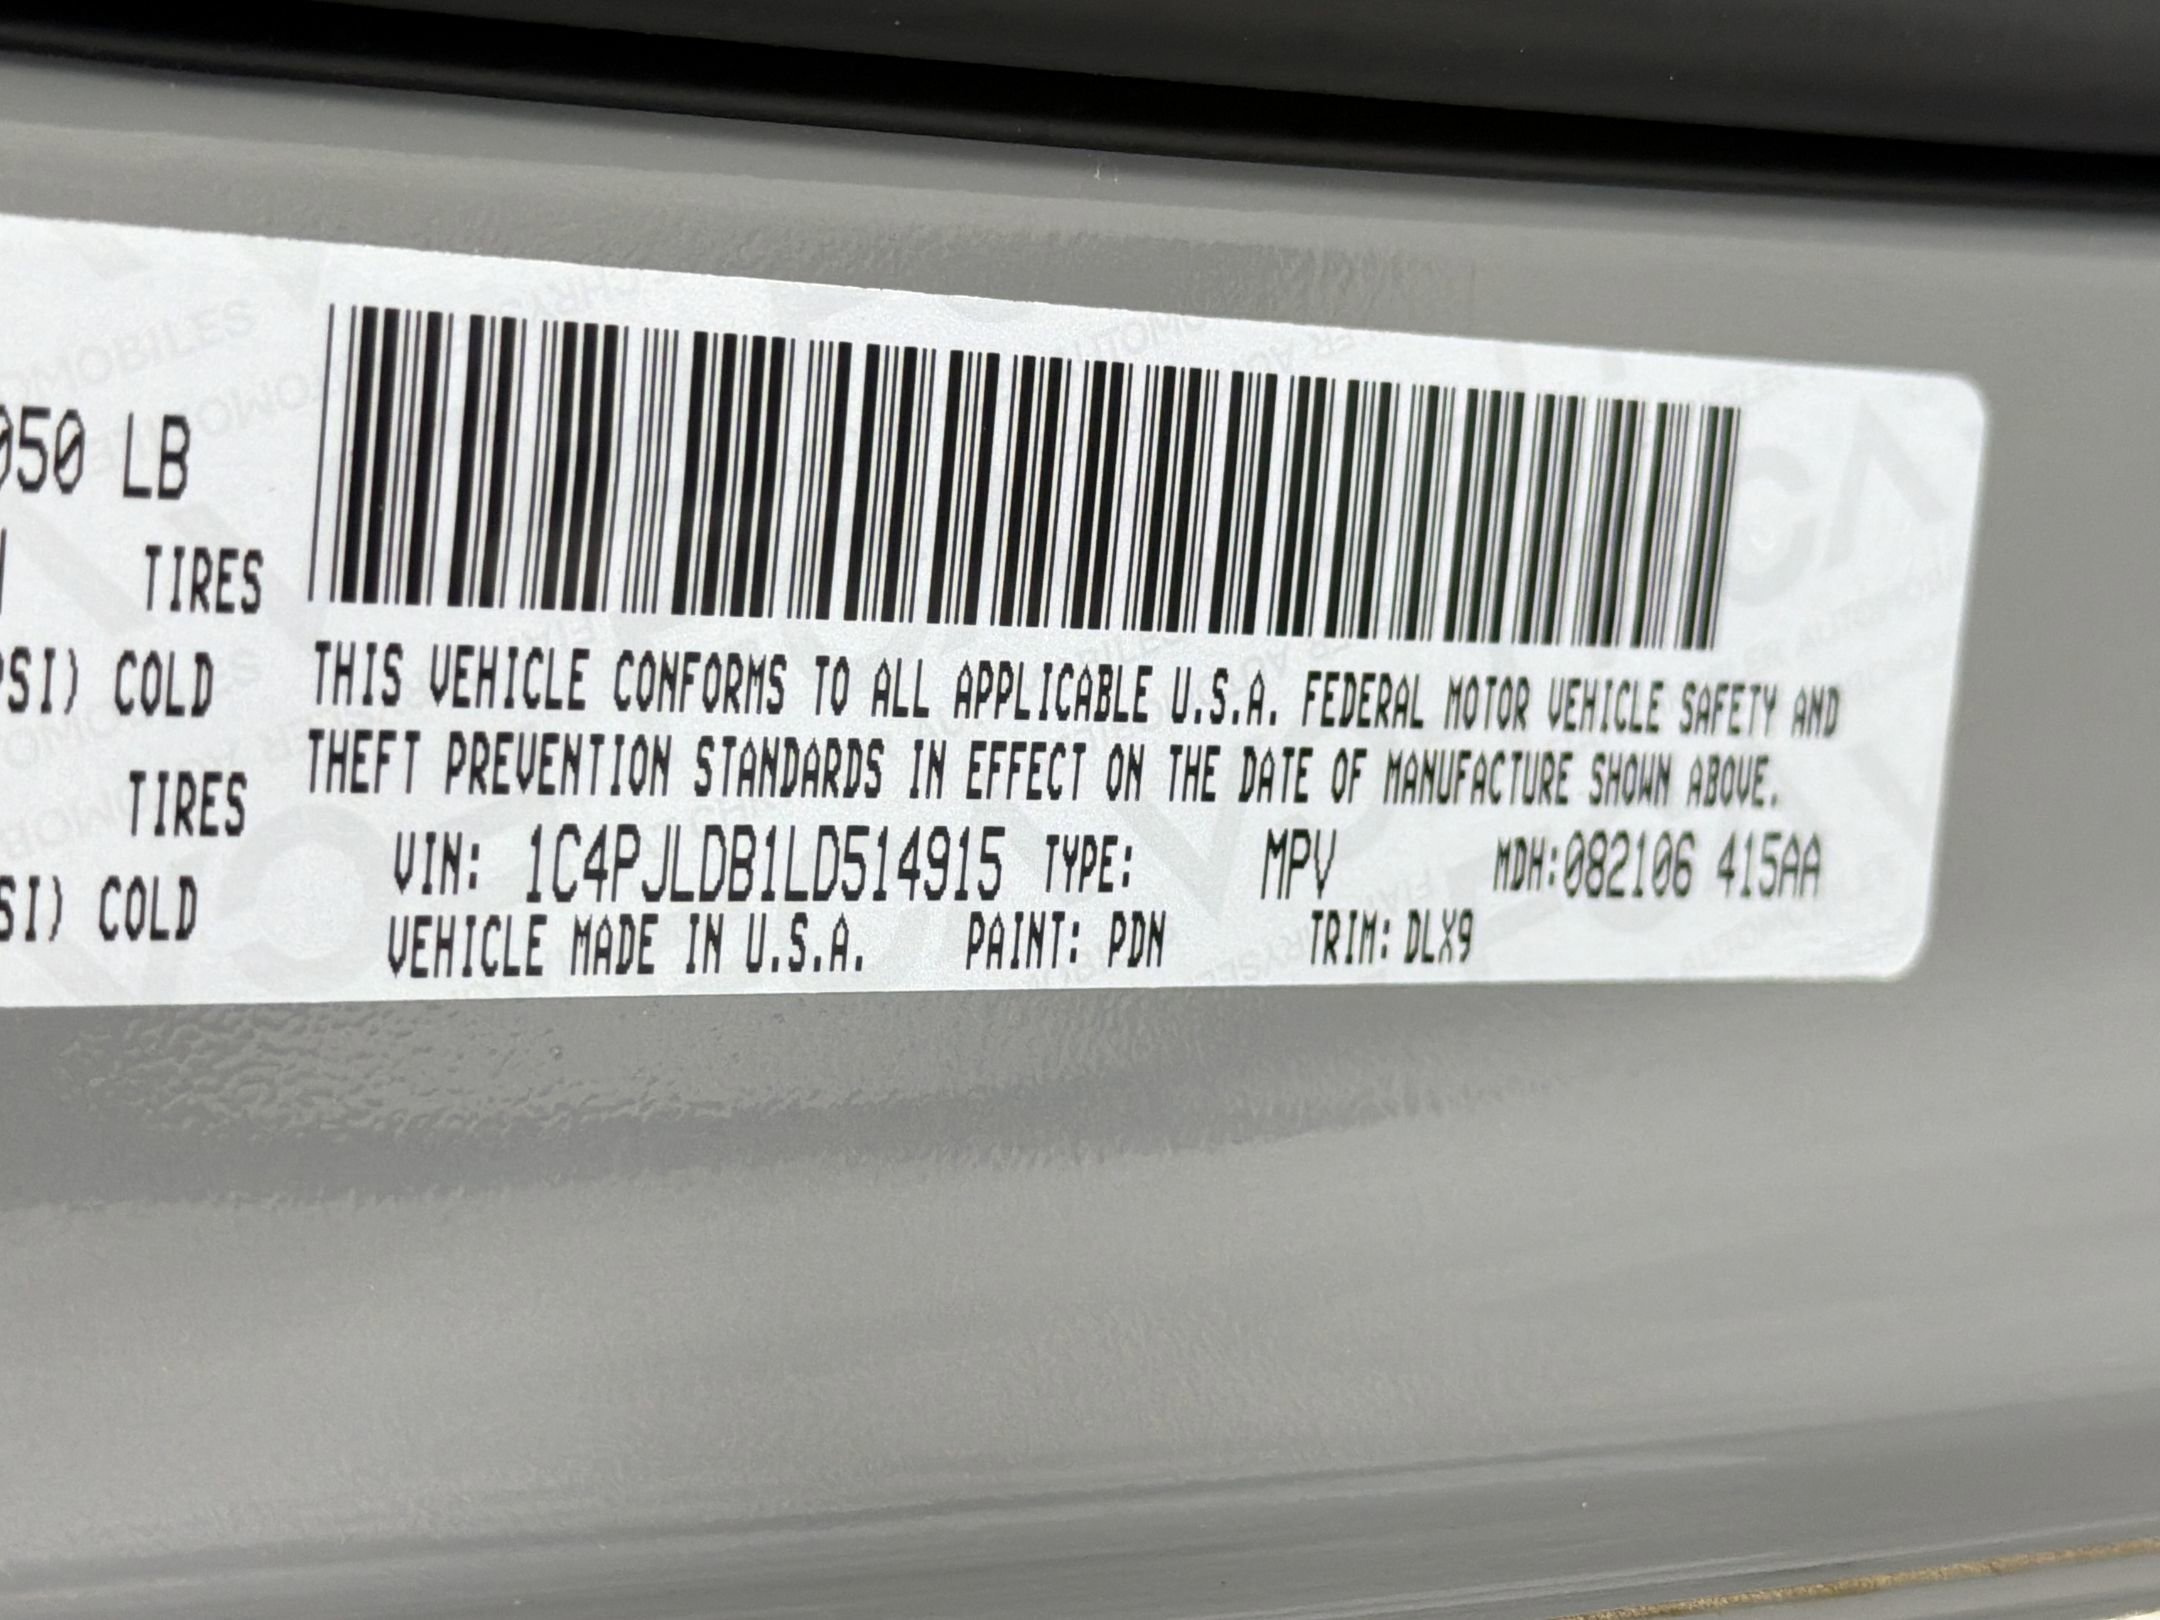 050 LB
TIRES
PSI) COLD
TIRES
SI) COLD
THIS VEHICLE CONFORMS TO ALL APPLICABLE U.S.A. FEDERAL MOTOR VEHICLE SAFETY AND
THEFT PREVENTION STANDARDS IN EFFECT ON THE DATE OF MANUFACTURE SHOWN ABOVE.
VIN: 1C4PJLDB1LD514915 TYPE: MPV MDH:082106 415AA
VEHICLE MADE IN U.S.A. PAINT: PDN TRIM: DLX9